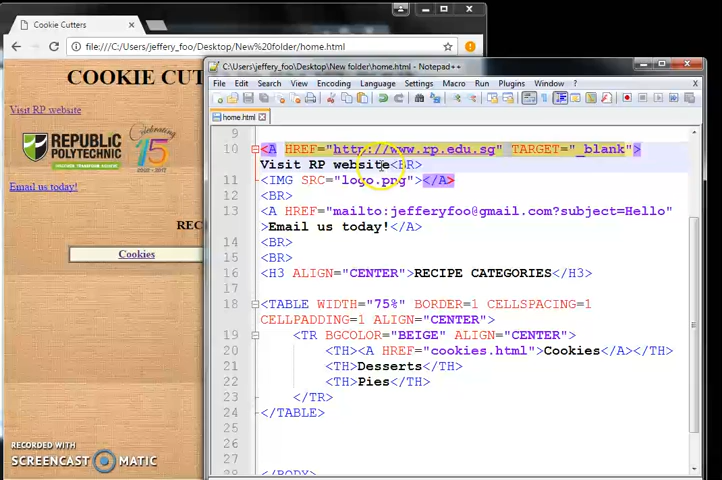 Cookie Cutters
file:///C:/Users/jeffery_foo/Desktop/New%20folder/home.html
COOKIE CUT
Visit RP website
REPUBLIC
POLYTECHNIC
Celebrating
15
Email us today!
REC
Cookies
RECORDED WITH
SCREENCAST MATIC
C:\Users\jeffery_foo\Desktop\New folder\home.html - Notepad++
File Edit Search View Encoding Language Settings Macro Run Plugins Window ?
home.html
9
10 <A HREF="http://www.rp.edu.sg" TARGET="_blank">
Visit RP website<BR>
11 <IMG SRC="logo.png"></A>
12 <BR>
13 <A HREF="mailto:jefferyfoo@gmail.com?subject=Hello"
>Email us today!</A>
14 <BR>
15 <BR>
16 <H3 ALIGN="CENTER">RECIPE CATEGORIES</H3>
17
18 <TABLE WIDTH="75%" BORDER=1 CELLSPACING=1
CELLPADDING=1 ALIGN="CENTER">
19 <TR BGCOLOR="BEIGE" ALIGN="CENTER">
20 <TH><A HREF="cookies.html">Cookies</A></TH>
21 <TH>Desserts</TH>
22 <TH>Pies</TH>
23 </TR>
24 </TABLE>
25
26
27
28 </BODY>